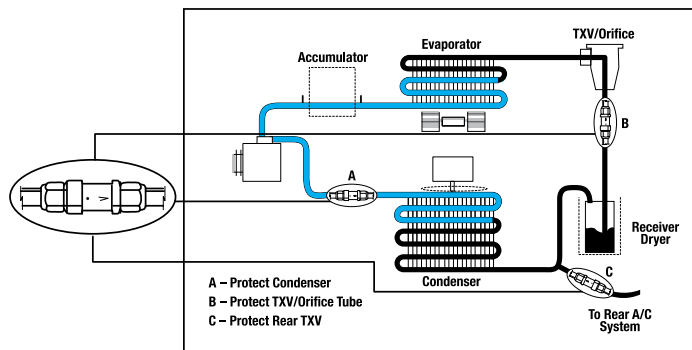 TXV/Orifice
Evaporator
Accumulator
B
A
Receiver
Dryer
C
Condenser
A – Protect Condenser
B – Protect TXV/Orifice Tube
C – Protect Rear TXV
To Rear A/C
System